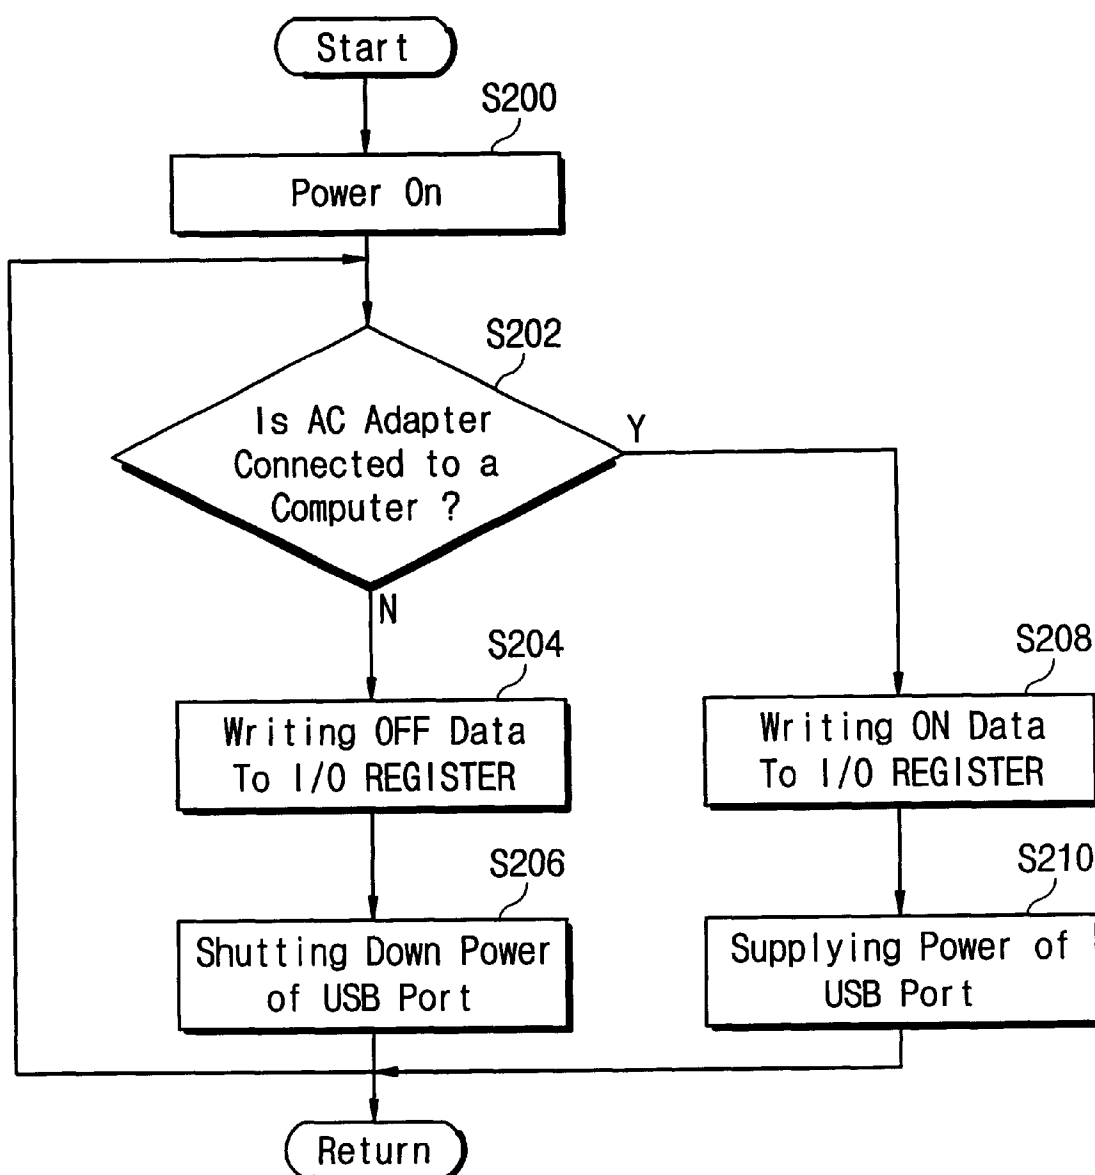 Start
S200
Power On
S202
Is AC Adapter
Connected to a
Computer ?
Y
N
S204
Writing OFF Data
To I/O REGISTER
S208
Writing ON Data
To I/O REGISTER
S206
Shutting Down Power
of USB Port
S210
Supplying Power of
USB Port
Return